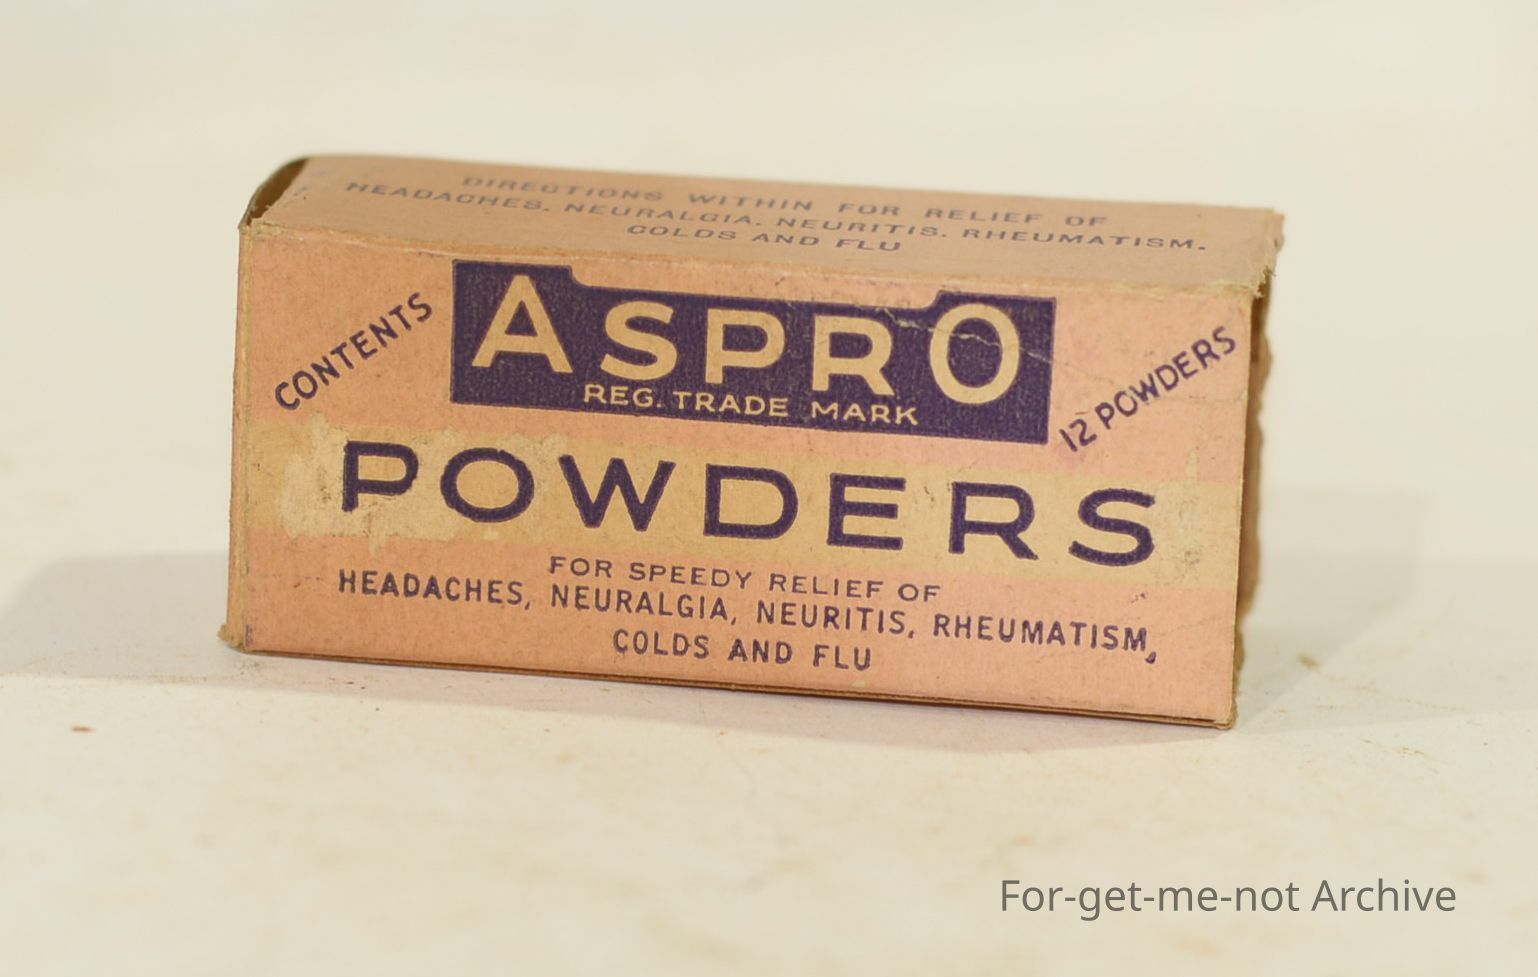 DIRECTIONS WITHIN FOR RELIEF OF
HEADACHES. NEURALGIA. NEURITIS. RHEUMATISM.
COLDS AND FLU
CONTENTS
ASPRO
REG. TRADE MARK
12 POWDERS
POWDERS
FOR SPEEDY RELIEF OF
HEADACHES, NEURALGIA, NEURITIS, RHEUMATISM,
COLDS AND FLU
For-get-me-not Archive